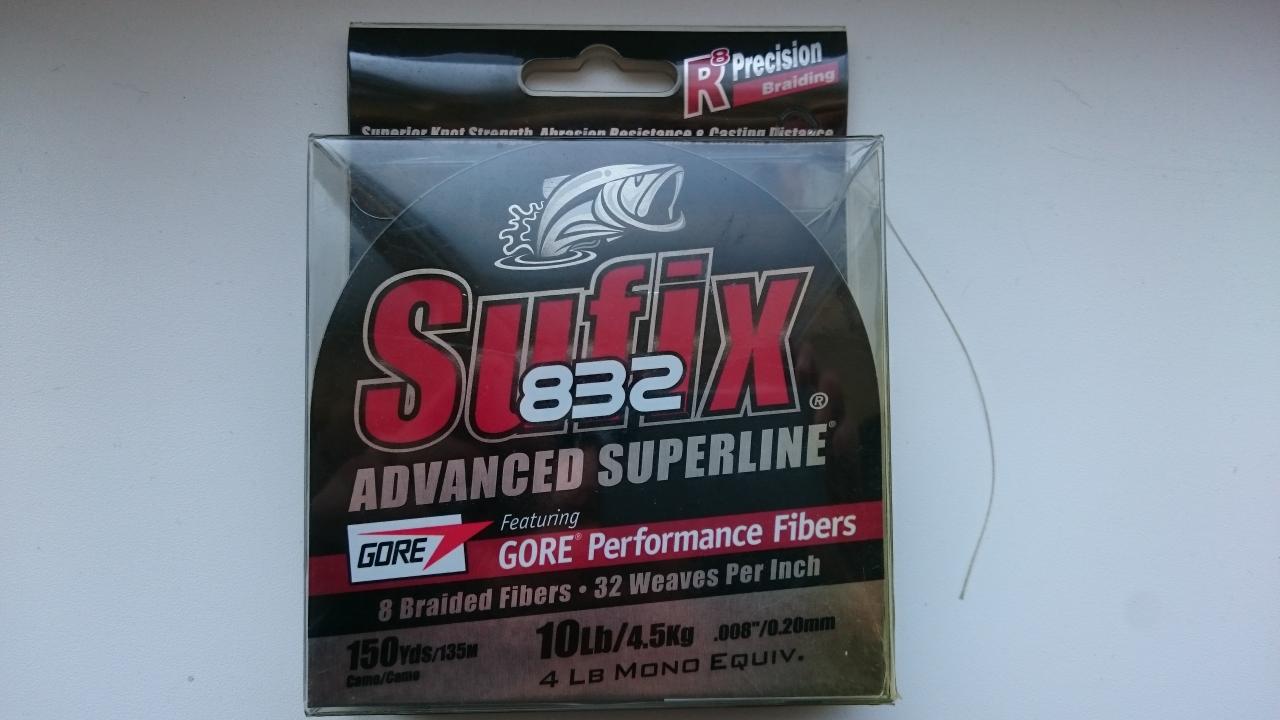 R8 Precision
Braiding
Superior Knot Strength, Abrasion Resistance & Casting Distance
Sufix®
832
ADVANCED SUPERLINE®
GORE
Featuring
GORE® Performance Fibers
8 Braided Fibers • 32 Weaves Per Inch
150Yds/135M
Camo/Camo
10Lb/4.5Kg .008"/0.20mm
4 LB MONO EQUIV.